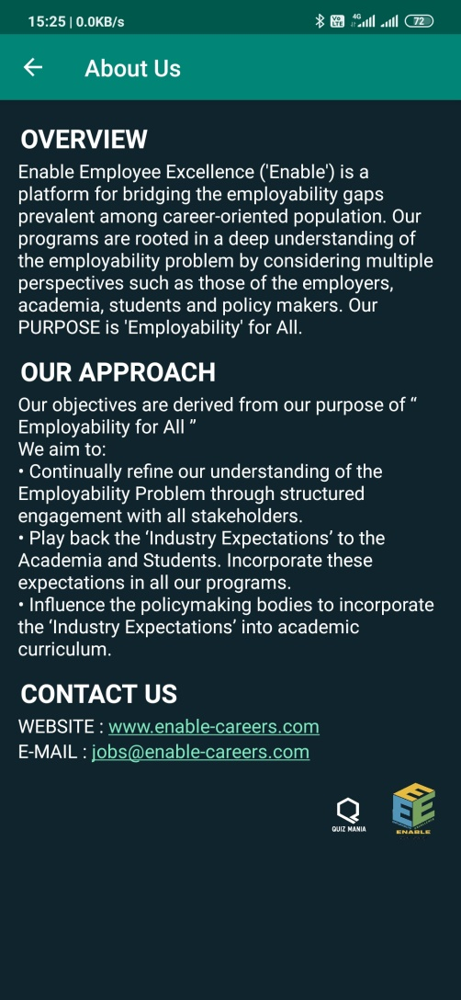 15:25 | 0.0KB/s
Vo LTE 4G 72
About Us
OVERVIEW
Enable Employee Excellence ('Enable') is a
platform for bridging the employability gaps
prevalent among career-oriented population. Our
programs are rooted in a deep understanding of
the employability problem by considering multiple
perspectives such as those of the employers,
academia, students and policy makers. Our
PURPOSE is 'Employability' for All.
OUR APPROACH
Our objectives are derived from our purpose of “
Employability for All ”
We aim to:
• Continually refine our understanding of the
Employability Problem through structured
engagement with all stakeholders.
• Play back the ‘Industry Expectations’ to the
Academia and Students. Incorporate these
expectations in all our programs.
• Influence the policymaking bodies to incorporate
the ‘Industry Expectations’ into academic
curriculum.
CONTACT US
WEBSITE : www.enable-careers.com
E-MAIL : jobs@enable-careers.com
QUIZ MANIA
EEE
ENABLE